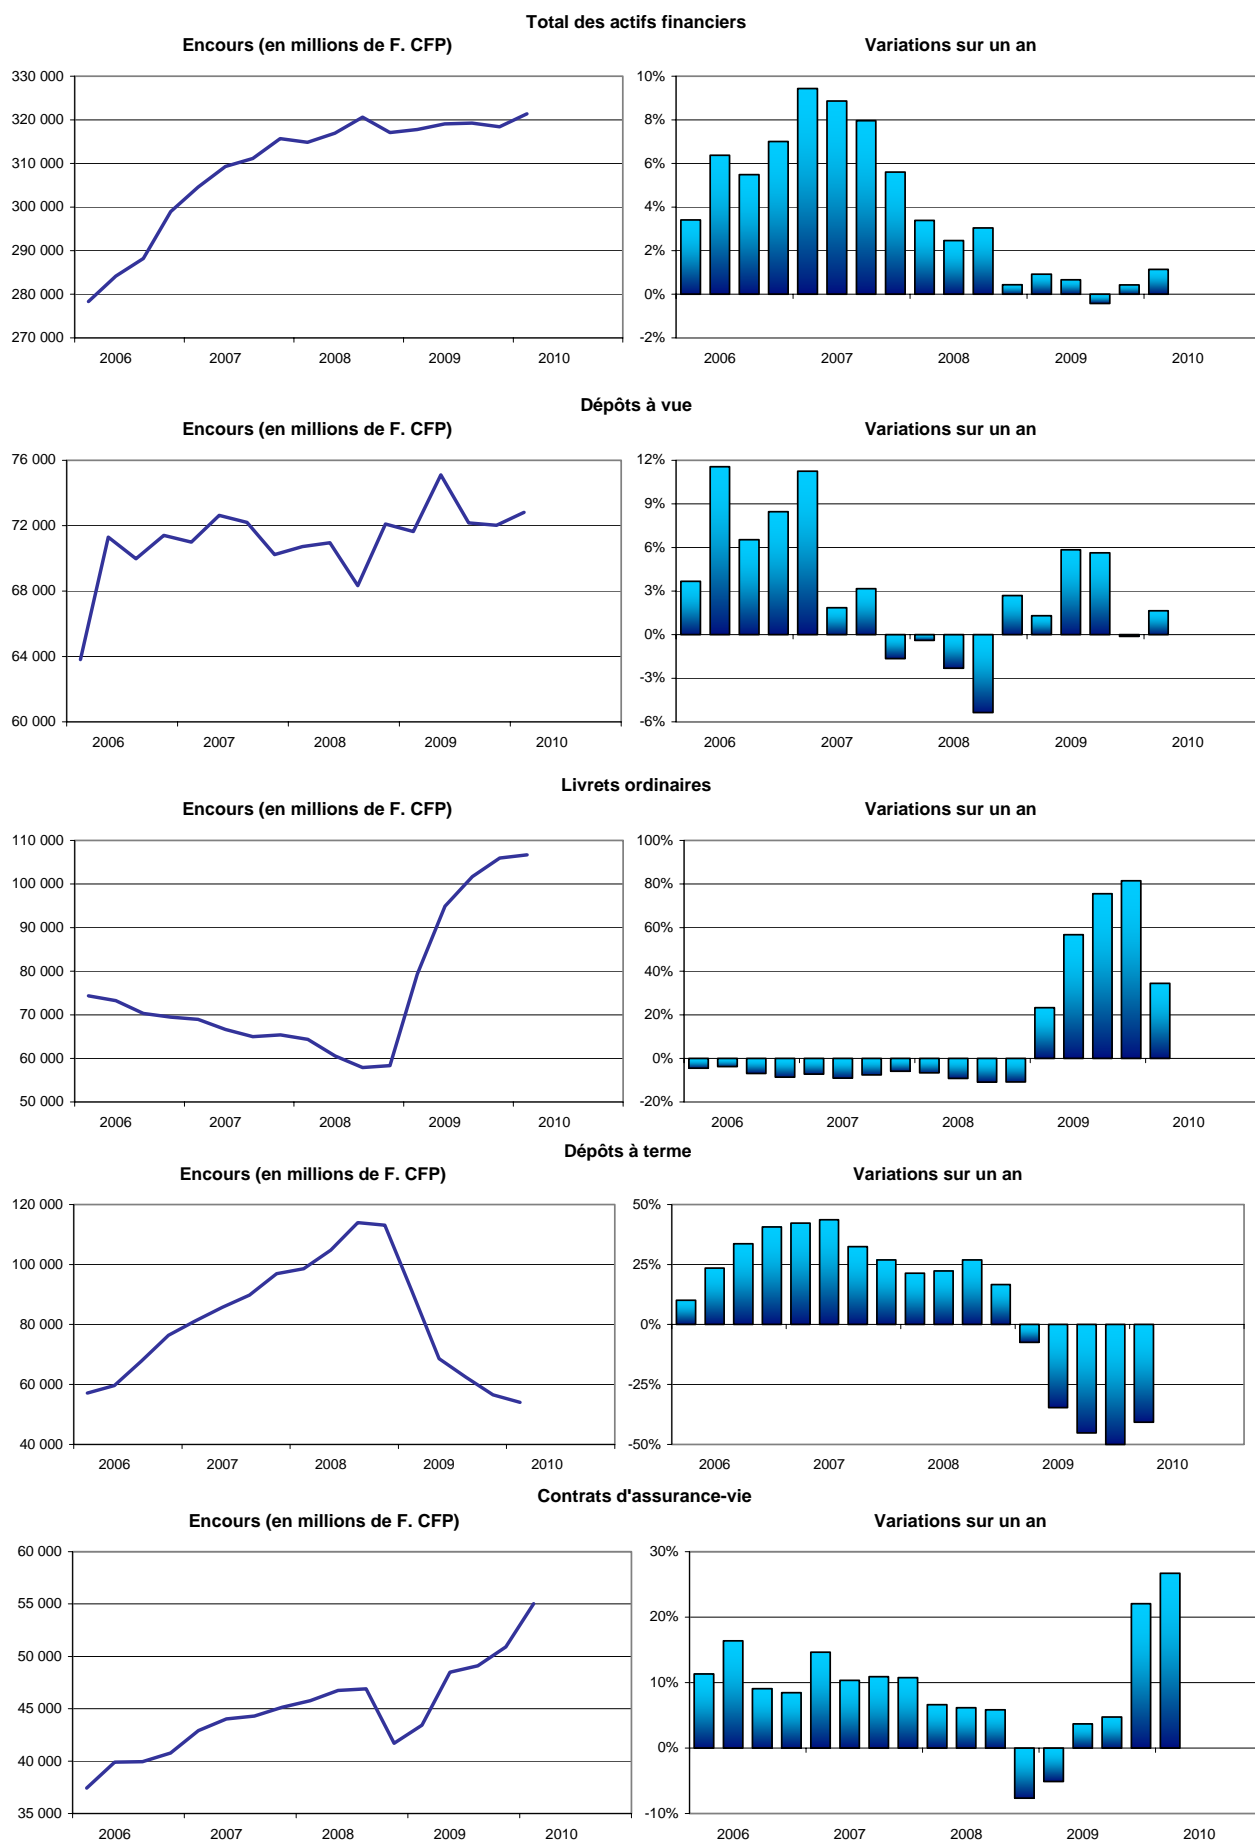 Total des actifs financiers
Encours (en millions de F. CFP)
Variations sur un an
330 000
320 000
310 000
300 000
290 000
280 000
270 000
2006 2007 2008 2009 2010
10%
8%
6%
4%
2%
0%
-2%
2006 2007 2008 2009 2010
Dépôts à vue
Encours (en millions de F. CFP)
Variations sur un an
76 000
72 000
68 000
64 000
60 000
2006 2007 2008 2009 2010
12%
9%
6%
3%
0%
-3%
-6%
2006 2007 2008 2009 2010
Livrets ordinaires
Encours (en millions de F. CFP)
Variations sur un an
110 000
100 000
90 000
80 000
70 000
60 000
50 000
2006 2007 2008 2009 2010
100%
80%
60%
40%
20%
0%
-20%
2006 2007 2008 2009 2010
Dépôts à terme
Encours (en millions de F. CFP)
Variations sur un an
120 000
100 000
80 000
60 000
40 000
2006 2007 2008 2009 2010
50%
25%
0%
-25%
-50%
2006 2007 2008 2009 2010
Contrats d'assurance-vie
Encours (en millions de F. CFP)
Variations sur un an
60 000
55 000
50 000
45 000
40 000
35 000
2006 2007 2008 2009 2010
30%
20%
10%
0%
-10%
2006 2007 2008 2009 2010